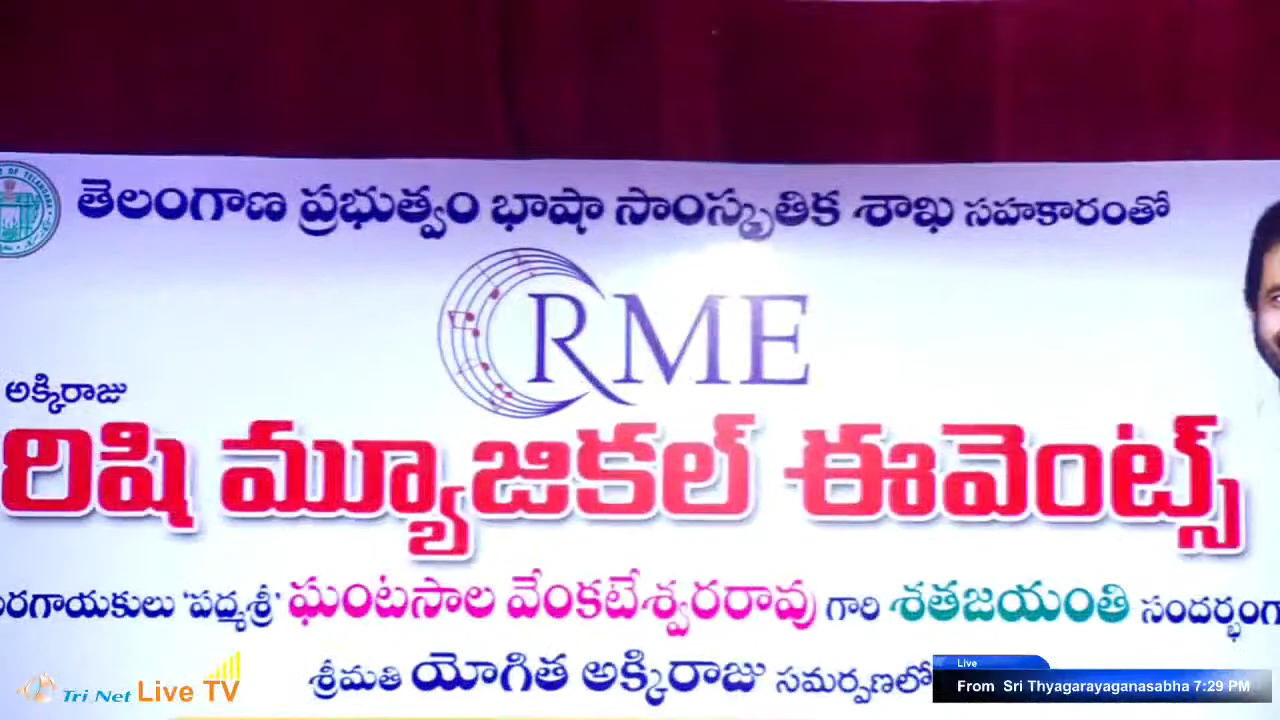 తెలంగాణ ప్రభుత్వం భాషా సాంస్కృతిక శాఖ సహకారంతో
RME
అక్కిరాజు
రిషి మ్యూజికల్ ఈవెంట్స్
'పద్మశ్రీ' ఘంటసాల వేంకటేశ్వరరావు గారి శతజయంతి
శ్రీమతి యోగిత అక్కిరాజు సమర్పణలో
Tri Net Live TV
Live
From Sri Thyagarayaganasabha 7:29 PM